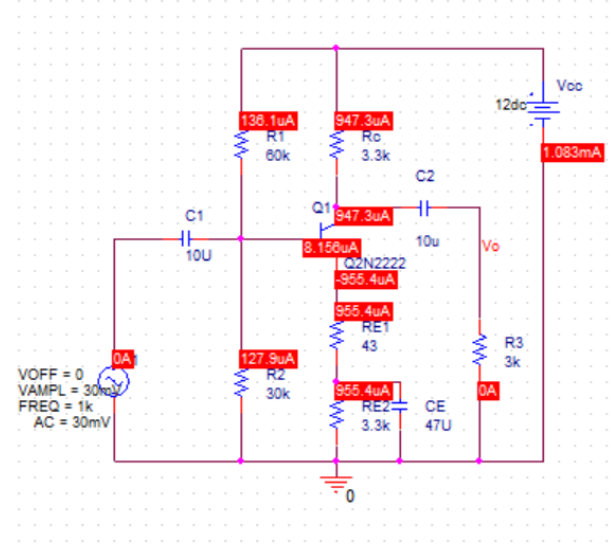 Vcc
12dc
136.1uA
R1
60k
947.3uA
Rc
3.3k
1.083mA
C2
10u
C1
10U
Q1
947.3uA
8.156uA
Q2N2222
-955.4uA
Vo
955.4uA
RE1
43
R3
3k
0A
0A
VOFF = 0
VAMPL = 30mV
FREQ = 1k
AC = 30mV
127.9uA
R2
30k
955.4uA
RE2
3.3k
CE
47U
0